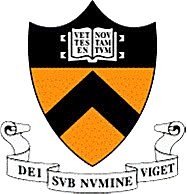 VET NOV
TES TAM
EN TVM
DEI SVB NVMINE VIGET